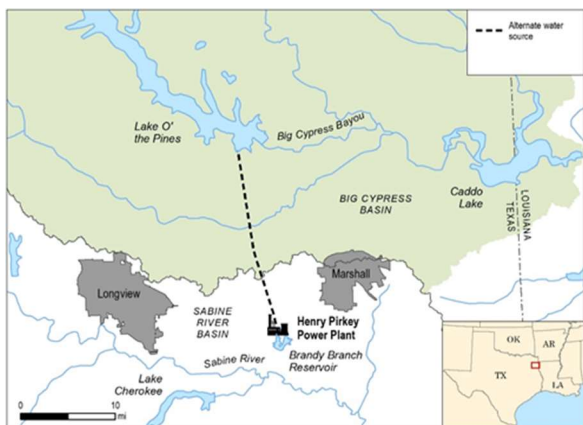 Alternate water
source
Lake O'
the Pines
Big Cypress Bayou
BIG CYPRESS
BASIN
Caddo
Lake
LOUISIANA
TEXAS
Longview
Marshall
SABINE
RIVER
BASIN
Henry Pirkey
Power Plant
Sabine River
Brandy Branch
Reservoir
Lake
Cherokee
0 10
mi
OK
AR
TX
LA